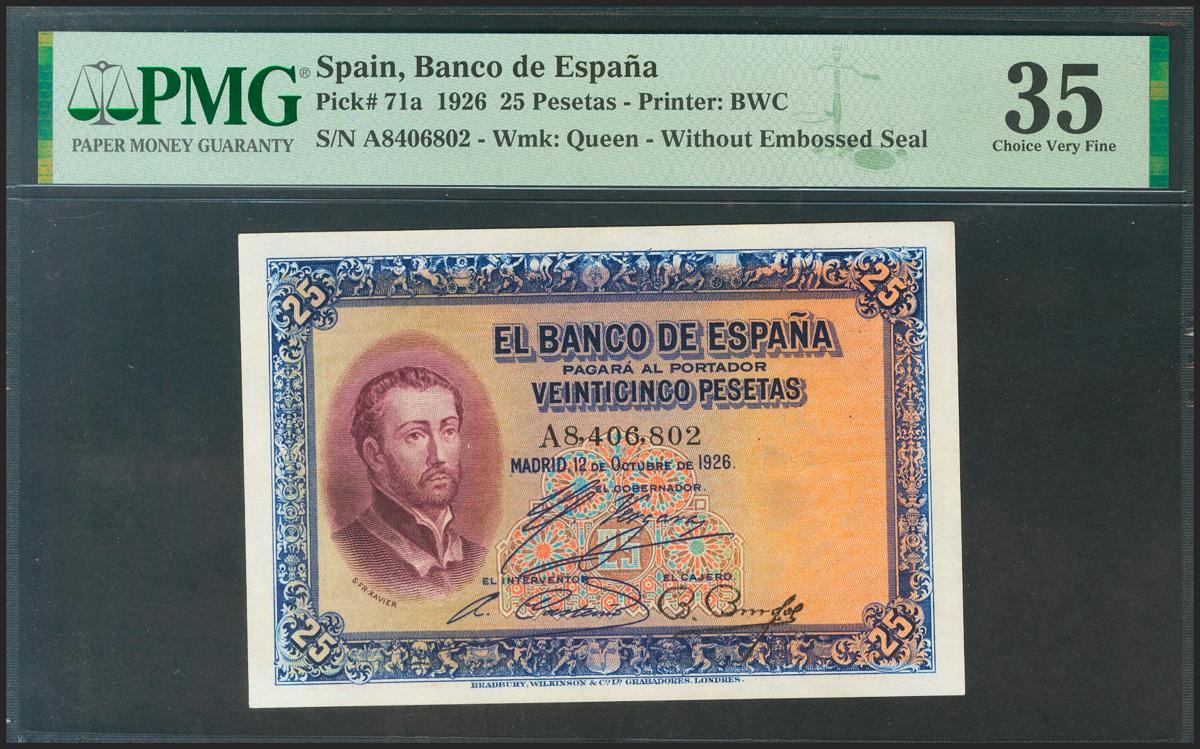 PMG®
PAPER MONEY GUARANTY
Spain, Banco de España
Pick# 71a 1926 25 Pesetas - Printer: BWC
S/N A8406802 - Wmk: Queen - Without Embossed Seal
35
Choice Very Fine
25
25
EL BANCO DE ESPAÑA
PAGARÁ AL PORTADOR
VEINTICINCO PESETAS
A8,406,802
MADRID, 12 DE OCTUBRE DE 1926.
EL GOBERNADOR.
25
EL INTERVENTOR
EL CAJERO.
S. FR. XAVIER
25
25
BRADBURY, WILKINSON & Cº Lᴅ GRABADORES. LONDRES.